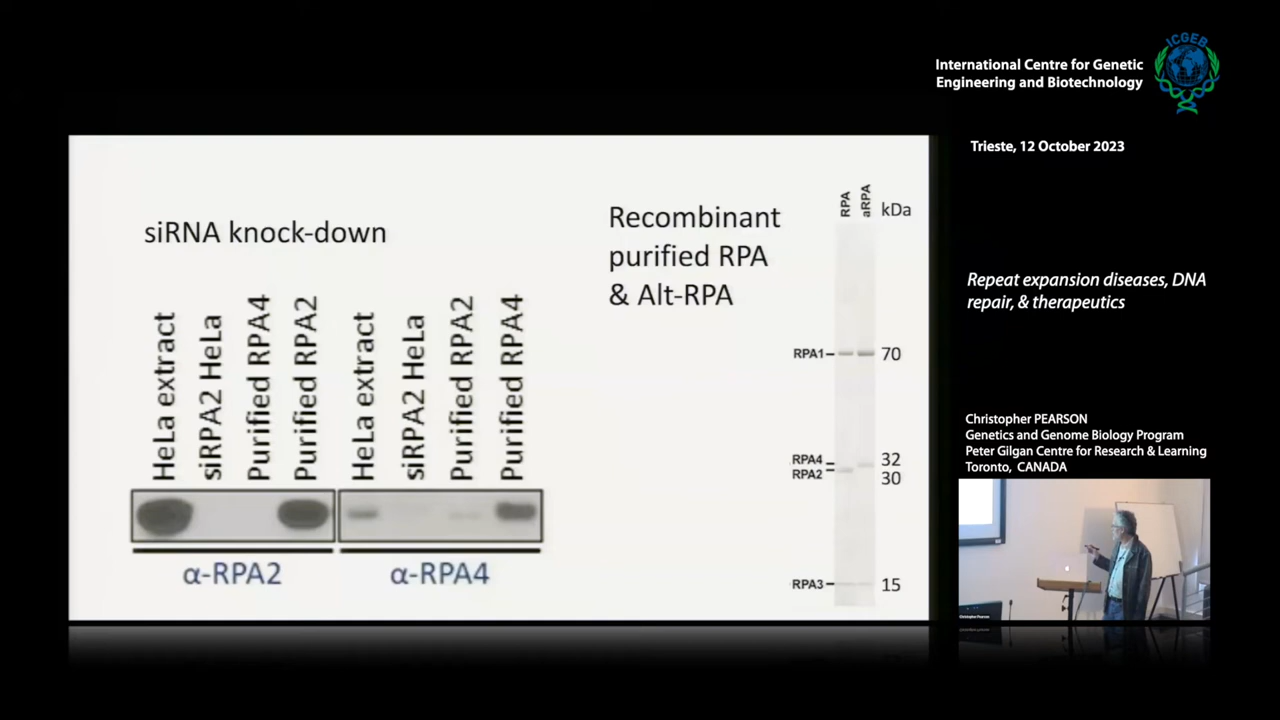 ICGEB
International Centre for Genetic
Engineering and Biotechnology
Trieste, 12 October 2023
Repeat expansion diseases, DNA
repair, & therapeutics
Christopher PEARSON
Genetics and Genome Biology Program
Peter Gilgan Centre for Research & Learning
Toronto, CANADA
Christopher Pearson
siRNA knock-down
HeLa extract
siRPA2 HeLa
Purified RPA4
Purified RPA2
HeLa extract
siRPA2 HeLa
Purified RPA2
Purified RPA4
α-RPA2
α-RPA4
Recombinant
purified RPA
& Alt-RPA
RPA
aRPA
kDa
RPA1 70
RPA4 32
RPA2 30
RPA3 15